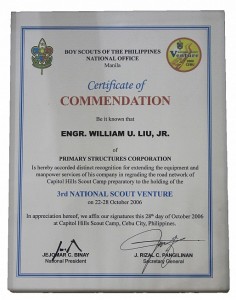 BOY SCOUTS OF THE PHILIPPINES
NATIONAL OFFICE
Manila
Venture
Certificate of
COMMENDATION
Be it known that
ENGR. WILLIAM U. LIU, JR.
of
PRIMARY STRUCTURES CORPORATION
Is hereby accorded distinct recognition for extending the equipment and
manpower services of his company in regrading the road network of
Capitol Hills Scout Camp preparatory to the holding of the
3rd NATIONAL SCOUT VENTURE
on 22-28 October 2006
In appreciation hereof, we affix our signatures this 28th day of October 2006
at Capitol Hills Scout Camp, Cebu City, Philippines.
JEJOMAR C. BINAY
National President
J. RIZAL C. PANGILINAN
Secretary General